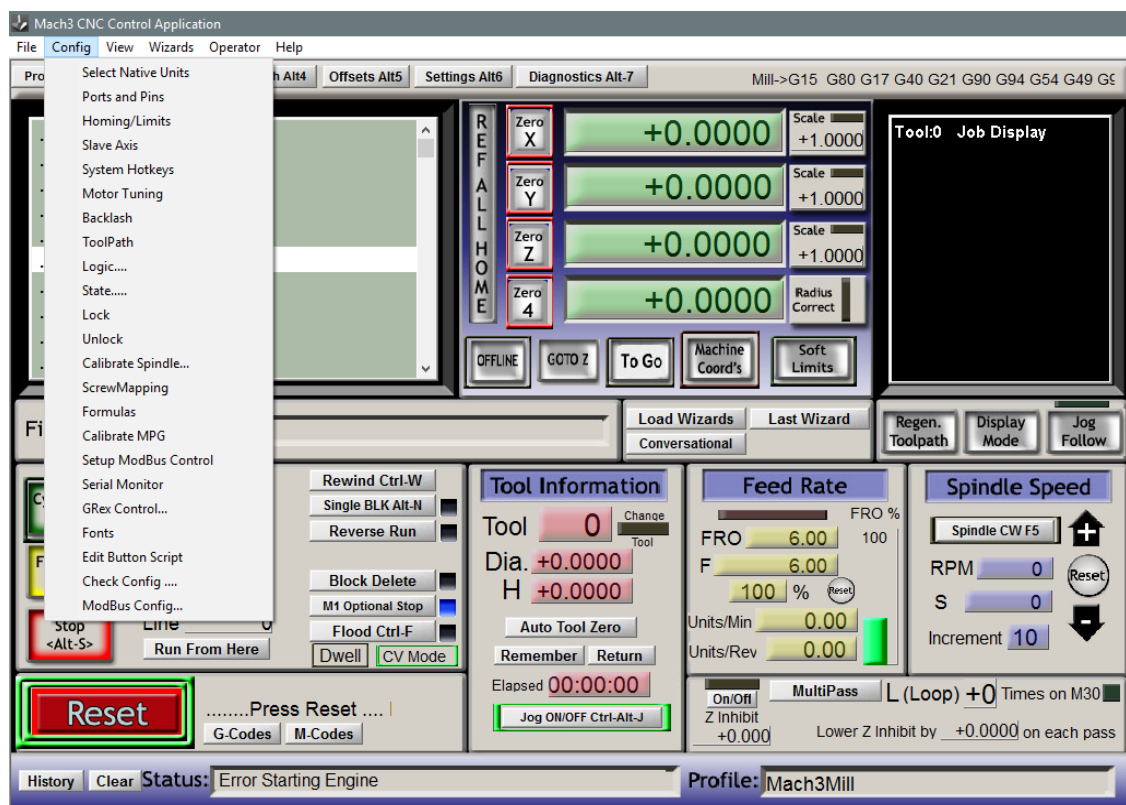 Mach3 CNC Control Application
File Config View Wizards Operator Help
Select Native Units
Ports and Pins
Homing/Limits
Slave Axis
System Hotkeys
Motor Tuning
Backlash
ToolPath
Logic....
State.....
Lock
Unlock
Calibrate Spindle...
ScrewMapping
Formulas
Calibrate MPG
Setup ModBus Control
Serial Monitor
GRex Control...
Fonts
Edit Button Script
Check Config ....
ModBus Config...
Alt4 Offsets Alt5 Settings Alt6 Diagnostics Alt-7 Mill->G15 G80 G17 G40 G21 G90 G94 G54 G49
REF ALL HOME
Zero X +0.0000 Scale +1.0000
Zero Y +0.0000 Scale +1.0000
Zero Z +0.0000 Scale +1.0000
Zero 4 +0.0000 Radius Correct
OFFLINE GOTO Z To Go Machine Coord's Soft Limits
Tool:0 Job Display
Load Wizards Last Wizard
Conversational
Regen. Toolpath Display Mode Jog Follow
Rewind Ctrl-W
Single BLK Alt-N
Reverse Run
Block Delete
M1 Optional Stop
Flood Ctrl-F
Dwell CV Mode
Stop
<Alt-S>
Line 0
Run From Here
Tool Information
Tool 0 Change Tool
Dia. +0.0000
H +0.0000
Auto Tool Zero
Remember Return
Elapsed 00:00:00
Jog ON/OFF Ctrl-Alt-J
Feed Rate
FRO %
FRO 6.00 100
F 6.00
100 % Reset
Units/Min 0.00
Units/Rev 0.00
Spindle Speed
Spindle CW F5
RPM 0 Reset
S 0
Increment 10
Reset ........Press Reset ....
G-Codes M-Codes
On/Off MultiPass L (Loop) +0 Times on M30
Z Inhibit
+0.000 Lower Z Inhibit by +0.0000 on each pass
History Clear Status: Error Starting Engine Profile: Mach3Mill